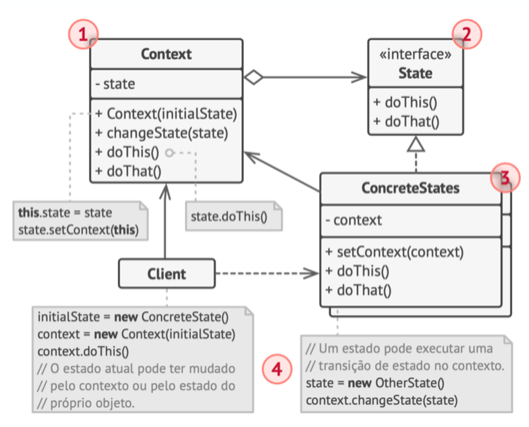 1
Context
- state
+ Context(initialState)
+ changeState(state)
+ doThis()
+ doThat()
2
«interface»
State
+ doThis()
+ doThat()
3
ConcreteStates
- context
+ setContext(context)
+ doThis()
+ doThat()
this.state = state
state.setContext(this)
state.doThis()
Client
initialState = new ConcreteState()
context = new Context(initialState)
context.doThis()
// O estado atual pode ter mudado
// pelo contexto ou pelo estado do
// próprio objeto.
4
// Um estado pode executar uma
// transição de estado no contexto.
state = new OtherState()
context.changeState(state)